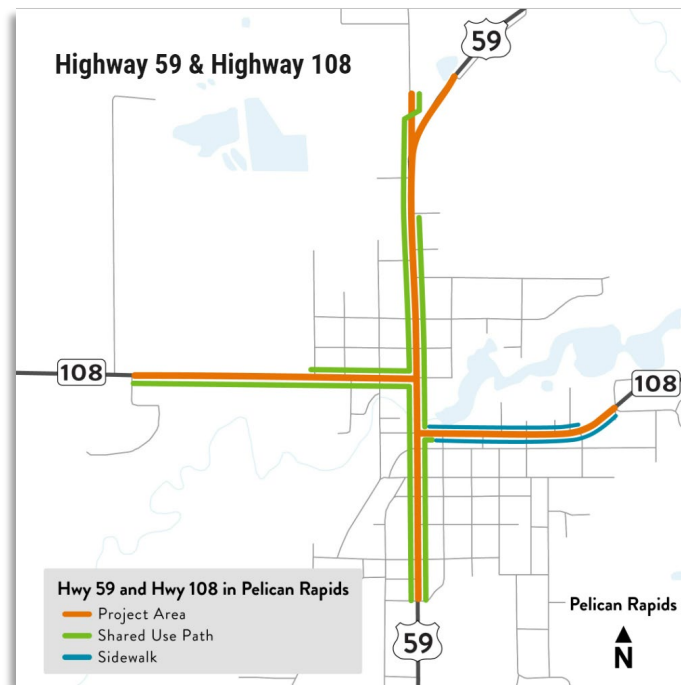 59
Highway 59 & Highway 108
108
108
Hwy 59 and Hwy 108 in Pelican Rapids
Project Area
Shared Use Path
Sidewalk
Pelican Rapids
N
59